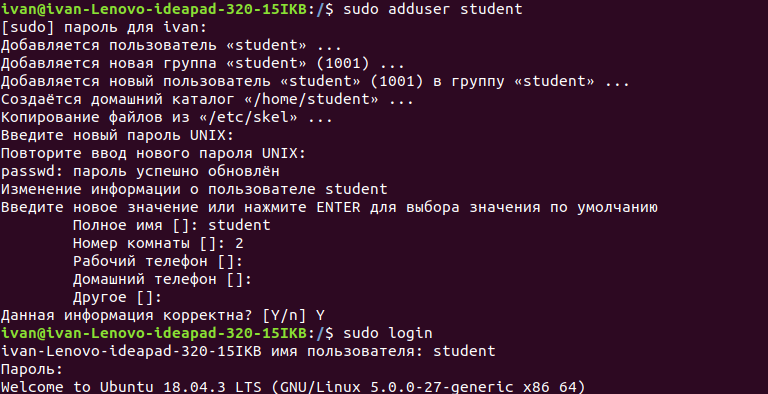 ivan@ivan-Lenovo-ideapad-320-15IKB:/$ sudo adduser student
[sudo] пароль для ivan:
Добавляется пользователь «student» ...
Добавляется новая группа «student» (1001) ...
Добавляется новый пользователь «student» (1001) в группу «student» ...
Создаётся домашний каталог «/home/student» ...
Копирование файлов из «/etc/skel» ...
Введите новый пароль UNIX:
Повторите ввод нового пароля UNIX:
passwd: пароль успешно обновлён
Изменение информации о пользователе student
Введите новое значение или нажмите ENTER для выбора значения по умолчанию
Полное имя []: student
Номер комнаты []: 2
Рабочий телефон []:
Домашний телефон []:
Другое []:
Данная информация корректна? [Y/n] Y
ivan@ivan-Lenovo-ideapad-320-15IKB:/$ sudo login
ivan-Lenovo-ideapad-320-15IKB имя пользователя: student
Пароль:
Welcome to Ubuntu 18.04.3 LTS (GNU/Linux 5.0.0-27-generic x86_64)